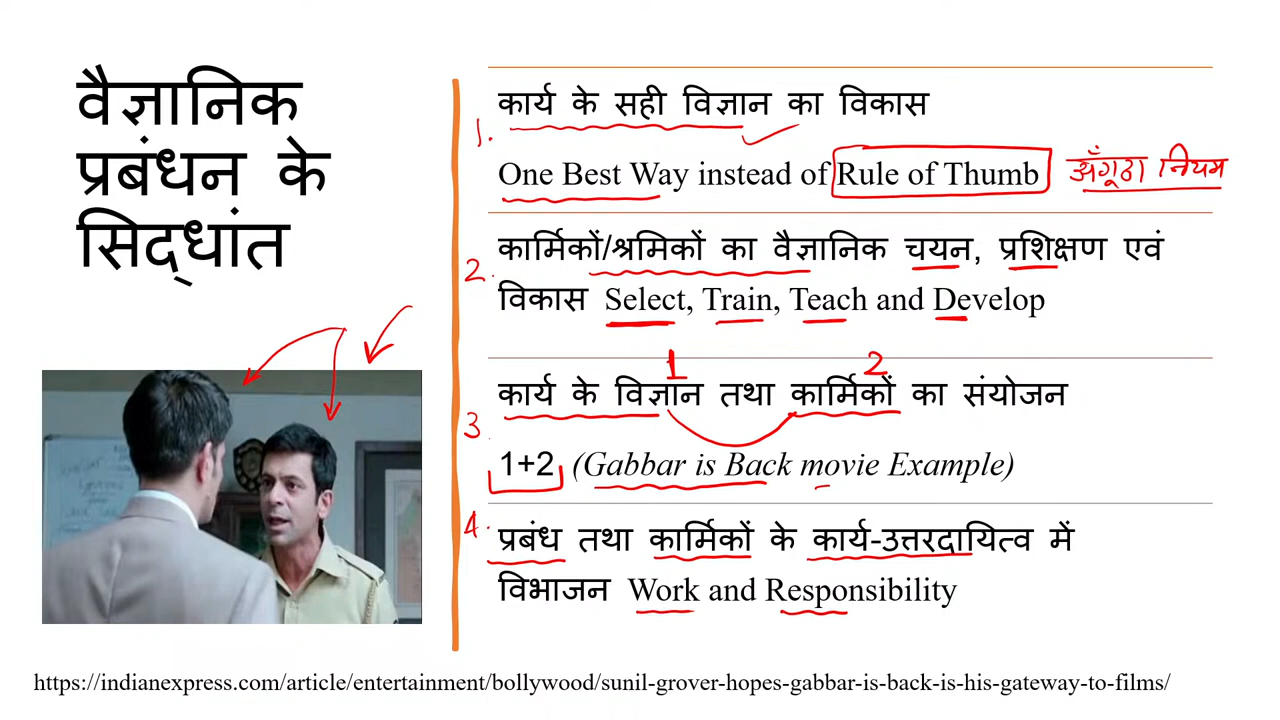 वैज्ञानिक
प्रबंधन के
सिद्धांत
1.
कार्य के सही विज्ञान का विकास
One Best Way instead of Rule of Thumb अँगूठा नियम
2.
कार्मिकों/श्रमिकों का वैज्ञानिक चयन, प्रशिक्षण एवं
विकास Select, Train, Teach and Develop
1 2
कार्य के विज्ञान तथा कार्मिकों का संयोजन
3.
1+2 (Gabbar is Back movie Example)
4.
प्रबंध तथा कार्मिकों के कार्य-उत्तरदायित्व में
विभाजन Work and Responsibility
https://indianexpress.com/article/entertainment/bollywood/sunil-grover-hopes-gabbar-is-back-is-his-gateway-to-films/